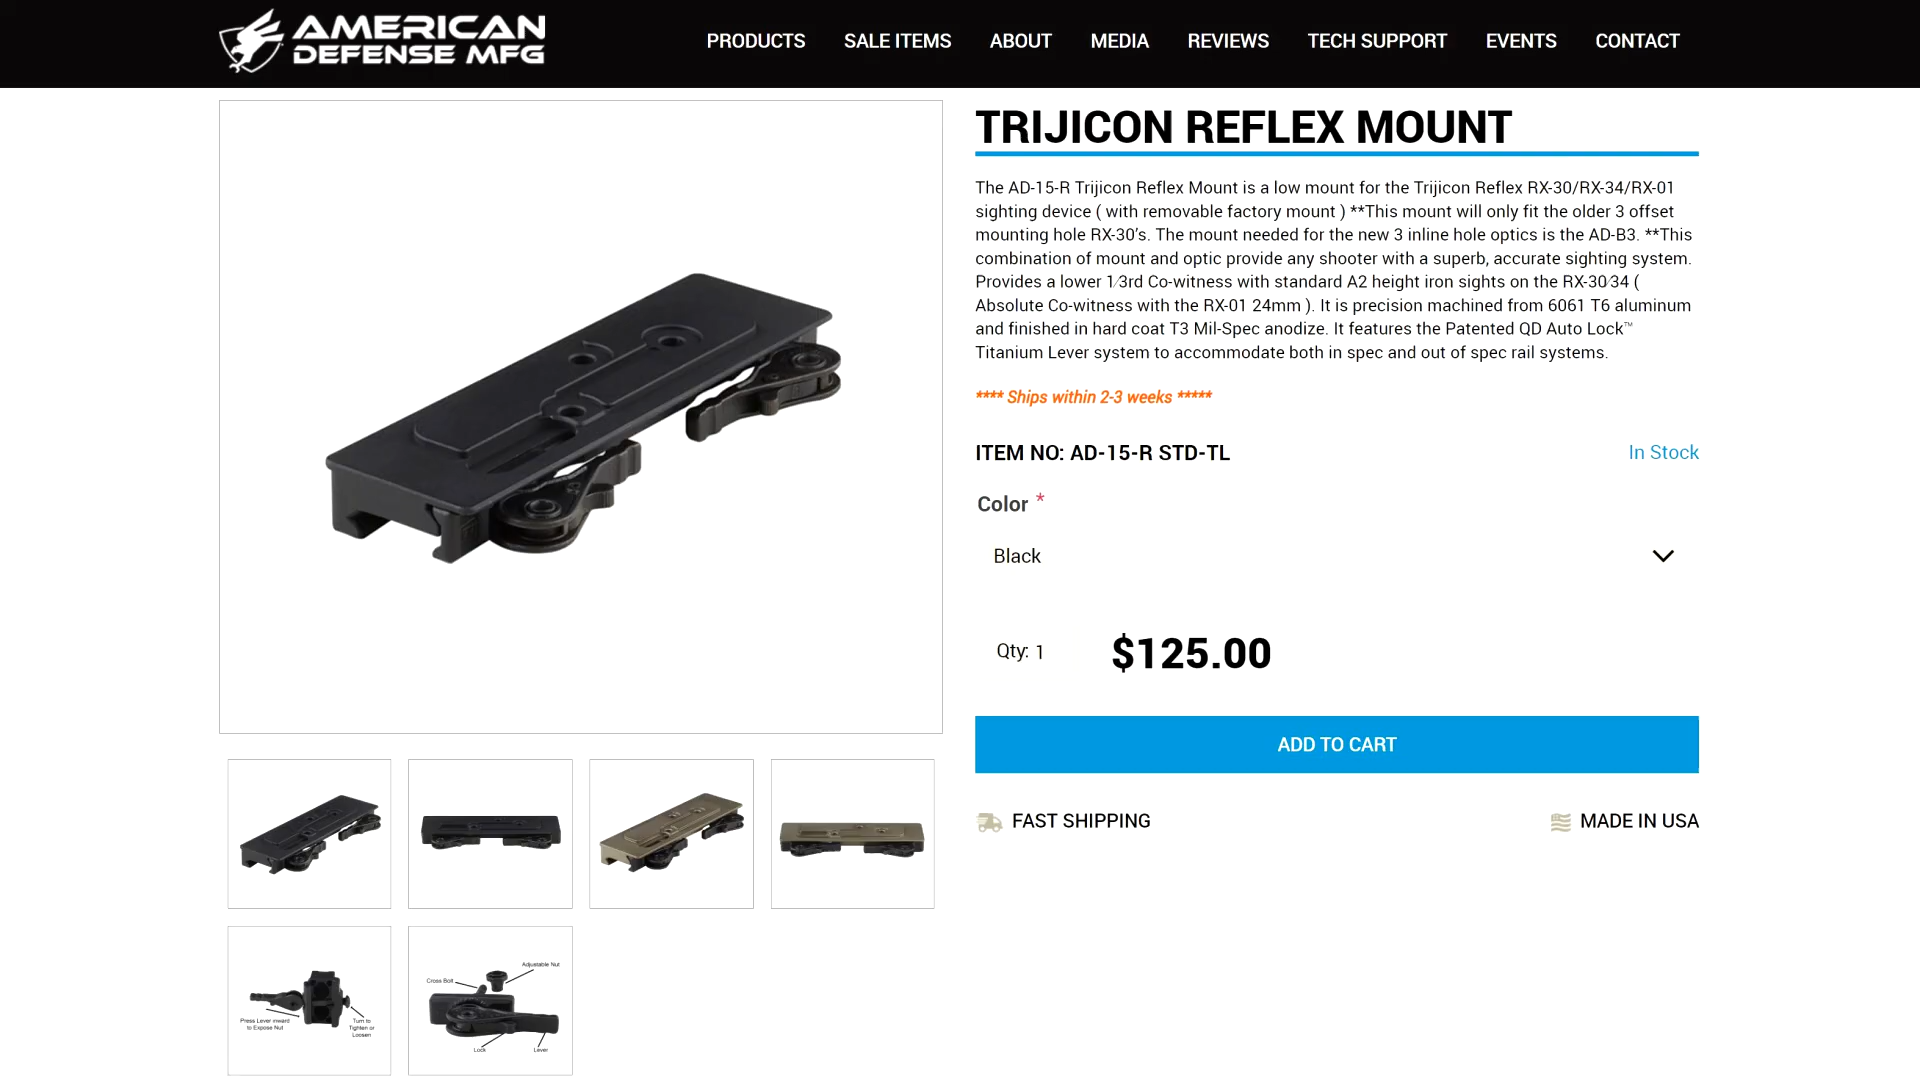 AMERICAN
DEFENSE MFG
PRODUCTS SALE ITEMS ABOUT MEDIA REVIEWS TECH SUPPORT EVENTS CONTACT
TRIJICON REFLEX MOUNT
The AD-15-R Trijicon Reflex Mount is a low mount for the Trijicon Reflex RX-30/RX-34/RX-01
sighting device ( with removable factory mount ) **This mount will only fit the older 3 offset
mounting hole RX-30’s. The mount needed for the new 3 inline hole optics is the AD-B3. **This
combination of mount and optic provide any shooter with a superb, accurate sighting system.
Provides a lower 1⁄3rd Co-witness with standard A2 height iron sights on the RX-30⁄34 (
Absolute Co-witness with the RX-01 24mm ). It is precision machined from 6061 T6 aluminum
and finished in hard coat T3 Mil-Spec anodize. It features the Patented QD Auto Lock™
Titanium Lever system to accommodate both in spec and out of spec rail systems.
**** Ships within 2-3 weeks *****
ITEM NO: AD-15-R STD-TL In Stock
Color *
Black
Qty: 1 $125.00
ADD TO CART
FAST SHIPPING MADE IN USA
Press Lever inward
to Expose Nut
Turn to
Tighten or
Loosen
Adjustable Nut
Cross Bolt
Lock
Lever